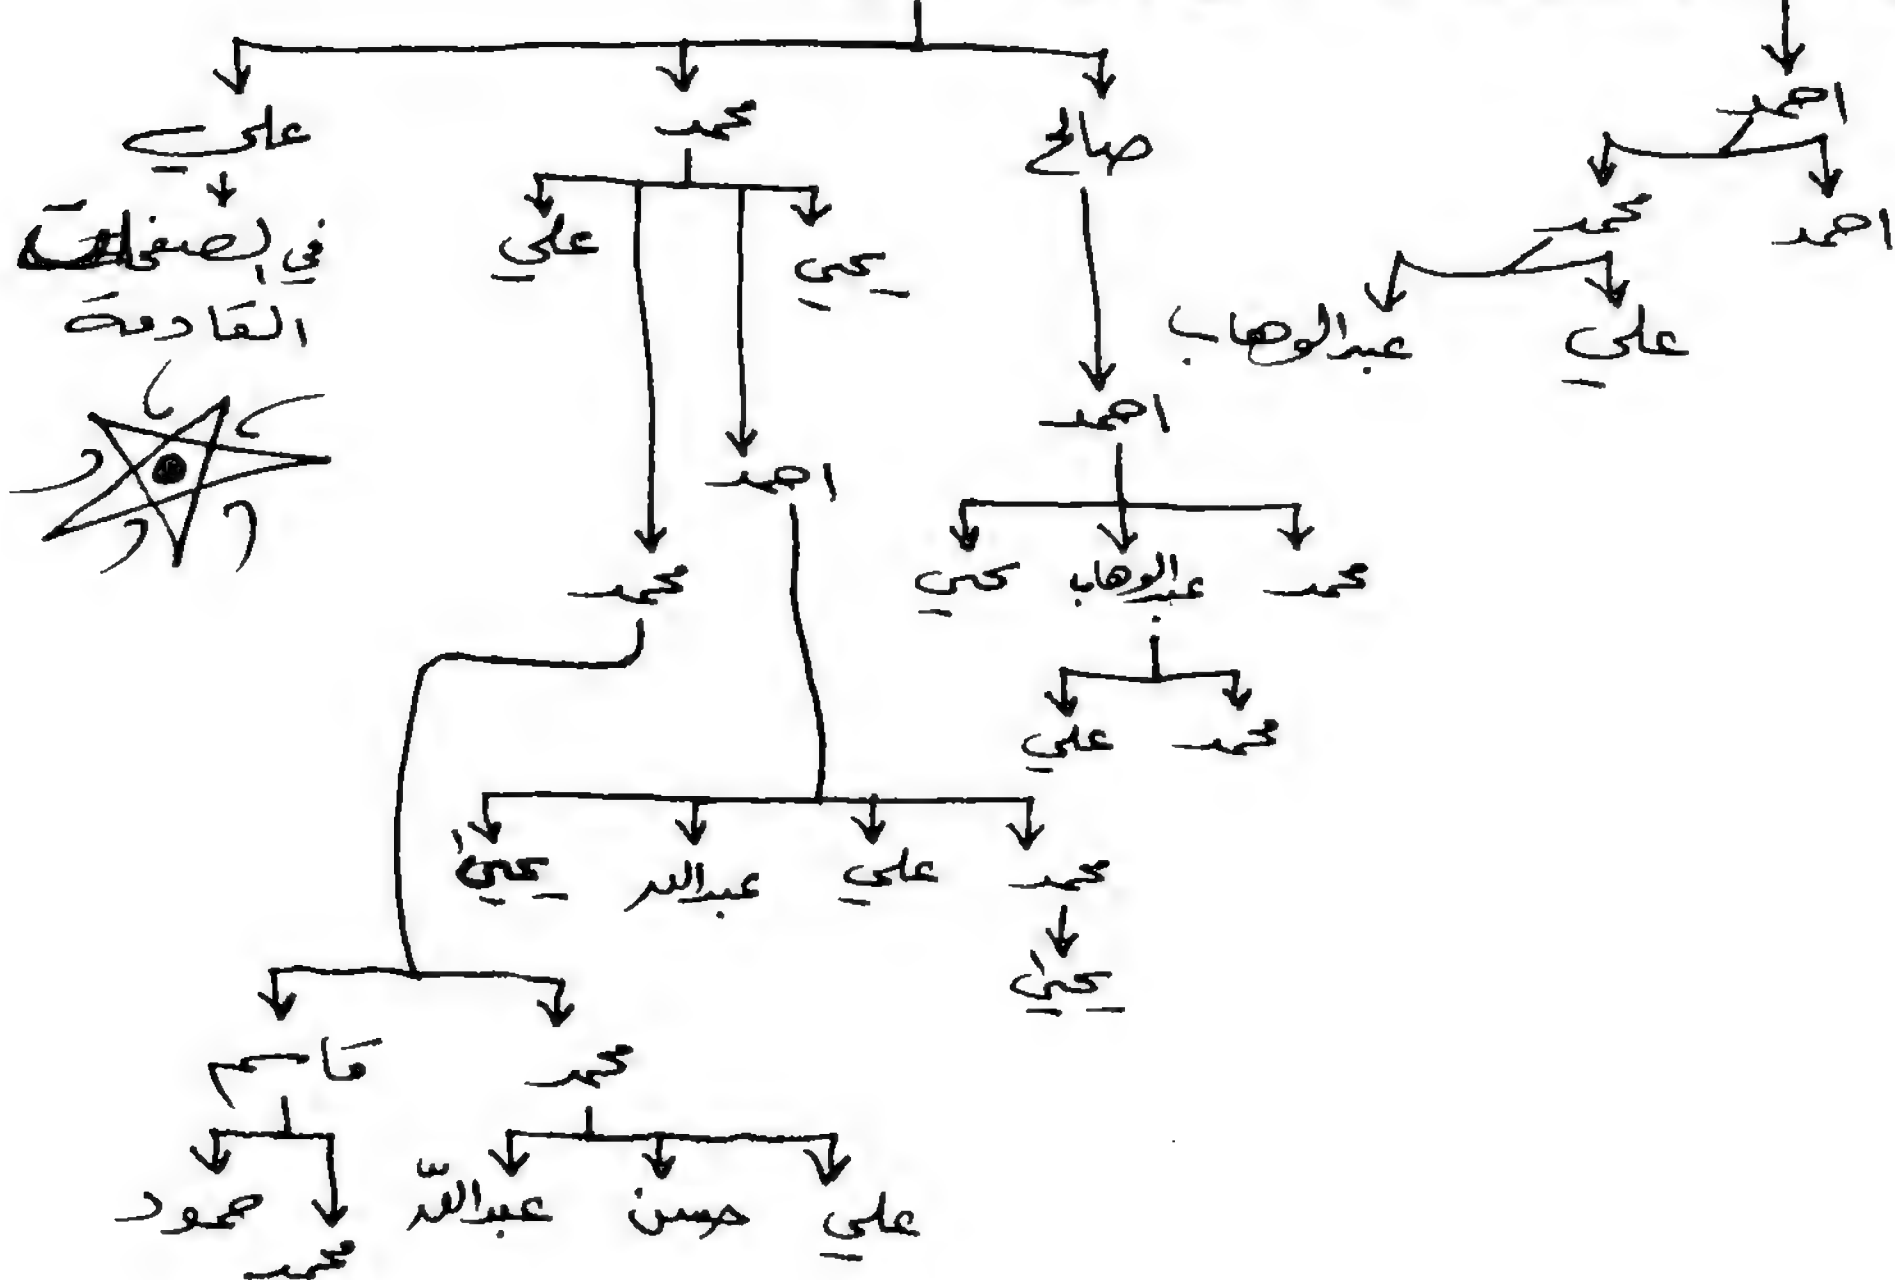 احمد
احمد
محمد
علي
عبدالوهاب
صالح
احمد
محمد
عبدالوهاب
يحيى
محمد
علي
محمد
يحيى
احمد
محمد
علي
محمد
علي
عبدالله
يحيى
يحيى
محمد
قاسم
علي
حسن
عبدالله
محمد
حمود
علي
في الصفحات
القادمة